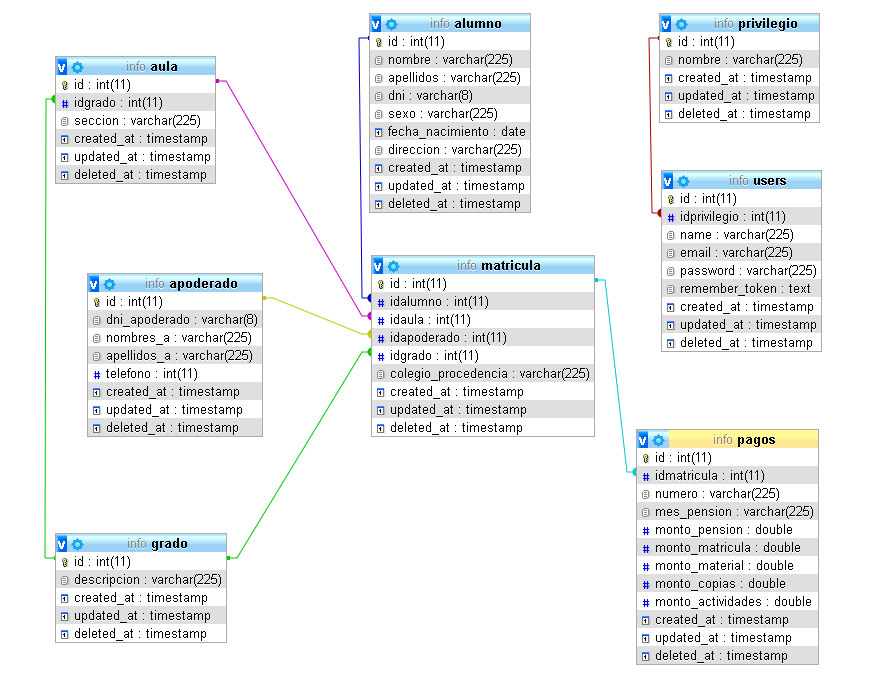 info aula
id : int(11)
idgrado : int(11)
seccion : varchar(225)
created_at : timestamp
updated_at : timestamp
deleted_at : timestamp
info alumno
id : int(11)
nombre : varchar(225)
apellidos : varchar(225)
dni : varchar(8)
sexo : varchar(225)
fecha_nacimiento : date
direccion : varchar(225)
created_at : timestamp
updated_at : timestamp
deleted_at : timestamp
info privilegio
id : int(11)
nombre : varchar(225)
created_at : timestamp
updated_at : timestamp
deleted_at : timestamp
info users
id : int(11)
idprivilegio : int(11)
name : varchar(225)
email : varchar(225)
password : varchar(225)
remember_token : text
created_at : timestamp
updated_at : timestamp
deleted_at : timestamp
info apoderado
id : int(11)
dni_apoderado : varchar(8)
nombres_a : varchar(225)
apellidos_a : varchar(225)
telefono : int(11)
created_at : timestamp
updated_at : timestamp
deleted_at : timestamp
info matricula
id : int(11)
idalumno : int(11)
idaula : int(11)
idapoderado : int(11)
idgrado : int(11)
colegio_procedencia : varchar(225)
created_at : timestamp
updated_at : timestamp
deleted_at : timestamp
info grado
id : int(11)
descripcion : varchar(225)
created_at : timestamp
updated_at : timestamp
deleted_at : timestamp
info pagos
id : int(11)
idmatricula : int(11)
numero : varchar(225)
mes_pension : varchar(225)
monto_pension : double
monto_matricula : double
monto_material : double
monto_copias : double
monto_actividades : double
created_at : timestamp
updated_at : timestamp
deleted_at : timestamp